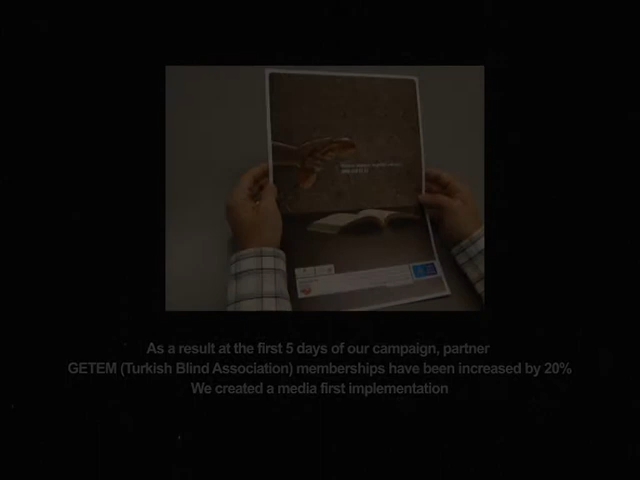 As a result at the first 5 days of our campaign, partner
GETEM (Turkish Blind Association) memberships have been increased by 20%
We created a media first implementation